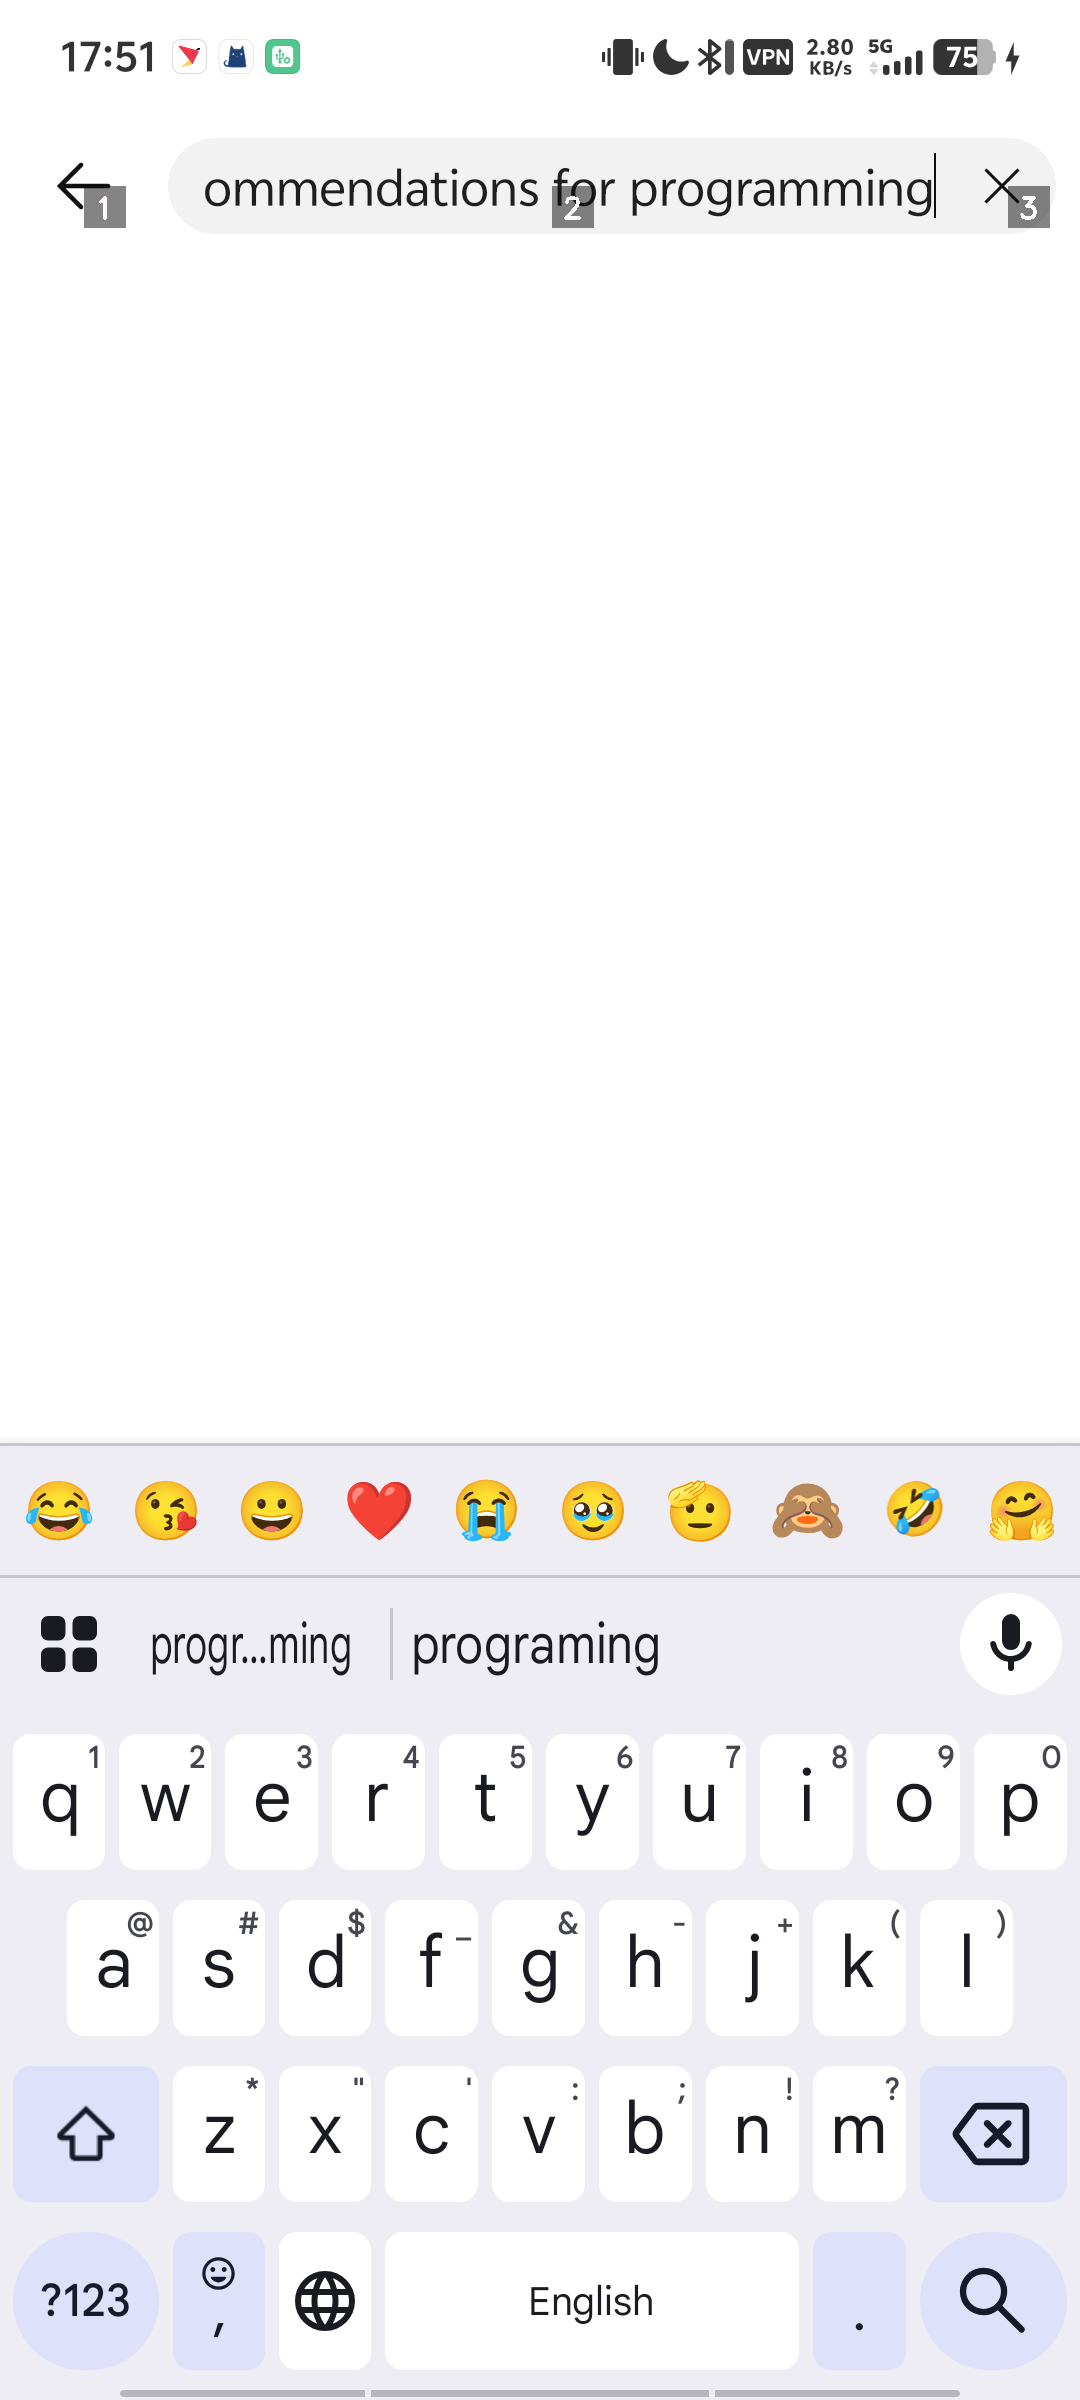 17:51 VPN 2.80 KB/s 5G 75
1 ommendations for programming 2 3
progr...ming programing
q 1 w 2 e 3 r 4 t 5 y 6 u 7 i 8 o 9 p 0
a @ s # d $ f _ g & h - j + k ( l )
z * x " c ' v : b ; n ! m ?
?123 , English .